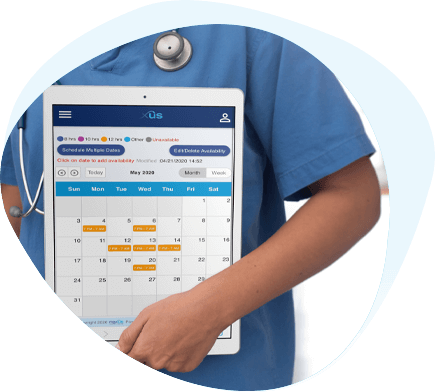 xūs
8 hrs 10 hrs 12 hrs Other Unavailable
Schedule Multiple Dates Edit/Delete Availability
Click on date to add availability Modified 04/21/2020 14:52
Today May 2020 Month Week
Sun Mon Tue Wed Thu Fri Sat
1 2
3 4 5 6 7 8 9
10 11 12 13 14 15 16
17 18 19 20 21 22 23
24 25 26 27 28 29 30
31